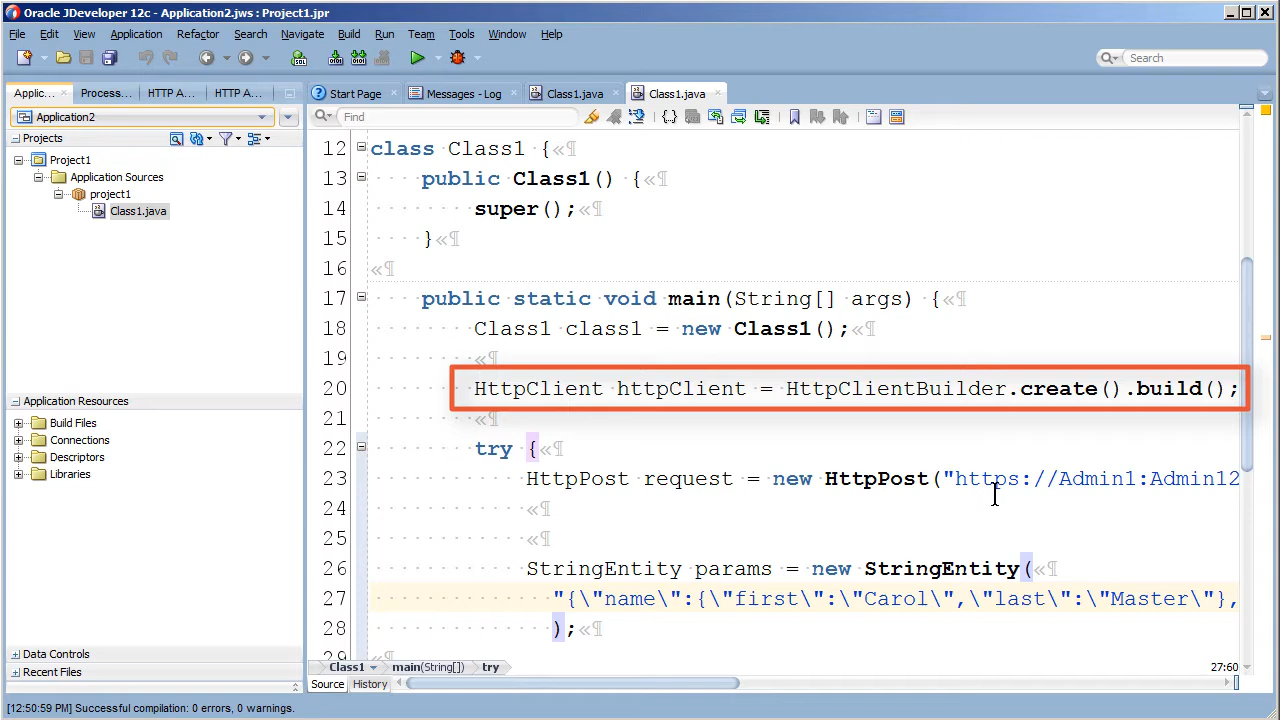 Oracle JDeveloper 12c - Application2.jws : Project1.jpr
File Edit View Application Refactor Search Navigate Build Run Team Tools Window Help
Search
Applic... Process... HTTP A... HTTP A...
Start Page Messages - Log Class1.java Class1.java
Application2
Find
Projects
Project1
Application Sources
project1
Class1.java
Application Resources
Build Files
Connections
Descriptors
Libraries
Data Controls
Recent Files
12 class Class1 {«¶
13 public Class1() {«¶
14 super();«¶
15 }«¶
16 «¶
17 public static void main(String[] args) {«¶
18 Class1 class1 = new Class1();«¶
19 «¶
20 HttpClient httpClient = HttpClientBuilder.create().build();
21 «¶
22 try {«¶
23 HttpPost request = new HttpPost("https://Admin1:Admin12
24 «¶
25 «¶
26 StringEntity params = new StringEntity(«¶
27 "{\"name\":{\"first\":\"Carol\",\"last\":\"Master\"},
28 );«¶
29 «¶
Class1 main(String[]) try
27:60
Source History
[12:50:59 PM] Successful compilation: 0 errors, 0 warnings.